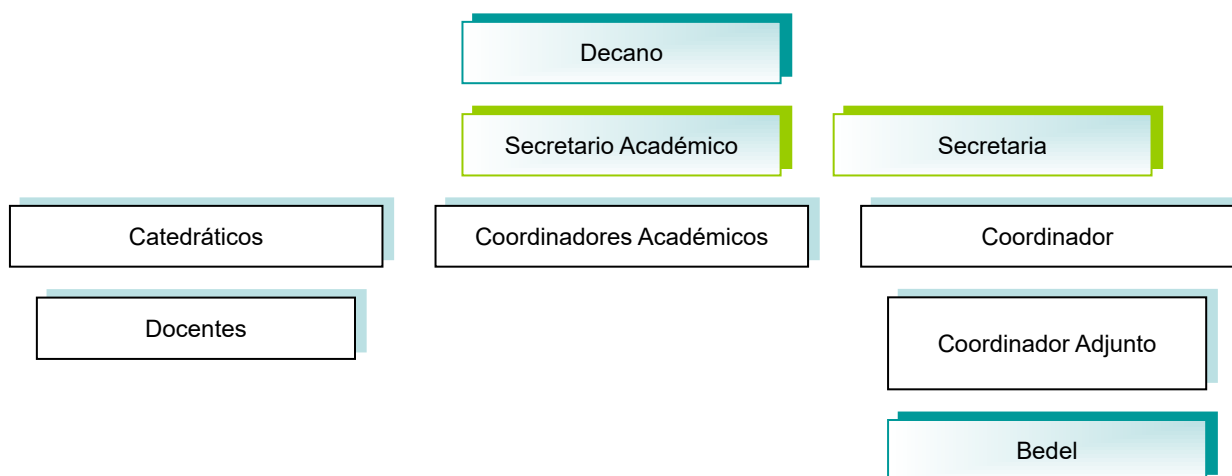 Decano
Secretario Académico
Secretaria
Catedráticos
Coordinadores Académicos
Coordinador
Docentes
Coordinador Adjunto
Bedel